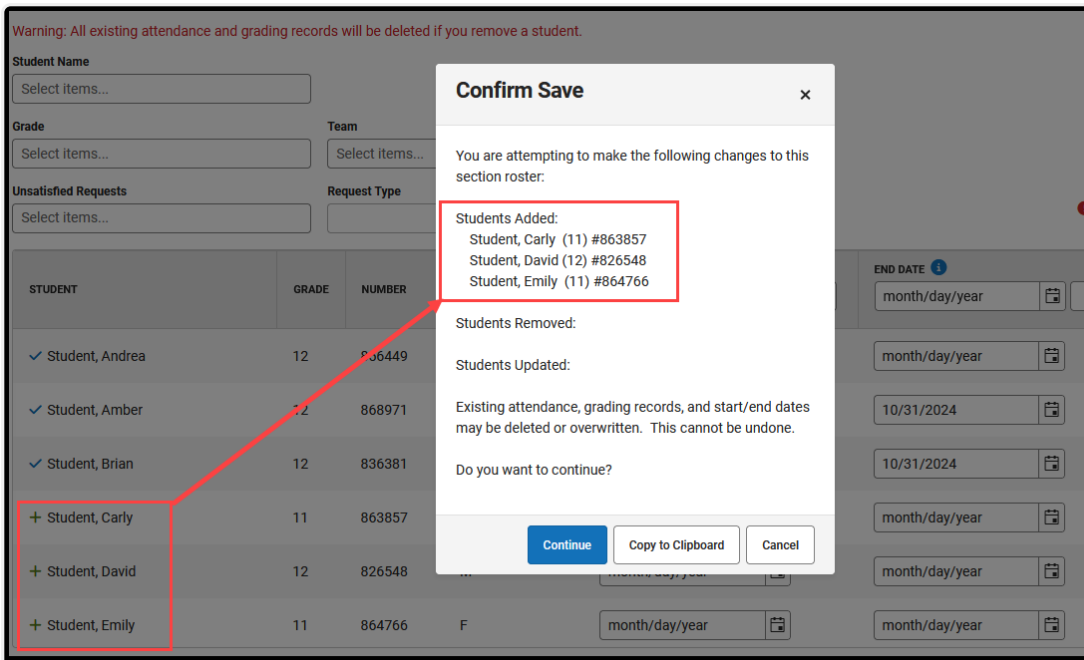 Warning: All existing attendance and grading records will be deleted if you remove a student.
Student Name
Select items...
Grade
Team
Select items...
Select items...
Unsatisfied Requests
Request Type
Select items...
Confirm Save
×
You are attempting to make the following changes to this
section roster:
Students Added:
Student, Carly (11) #863857
Student, David (12) #826548
Student, Emily (11) #864766
Students Removed:
Students Updated:
Existing attendance, grading records, and start/end dates
may be deleted or overwritten. This cannot be undone.
Do you want to continue?
Continue
Copy to Clipboard
Cancel
STUDENT
GRADE
NUMBER
END DATE
month/day/year
Student, Andrea 12 866449 month/day/year
Student, Amber 12 868971 10/31/2024
Student, Brian 12 836381 10/31/2024
+ Student, Carly 11 863857 month/day/year
+ Student, David 12 826548 month/day/year
+ Student, Emily 11 864766 F month/day/year month/day/year